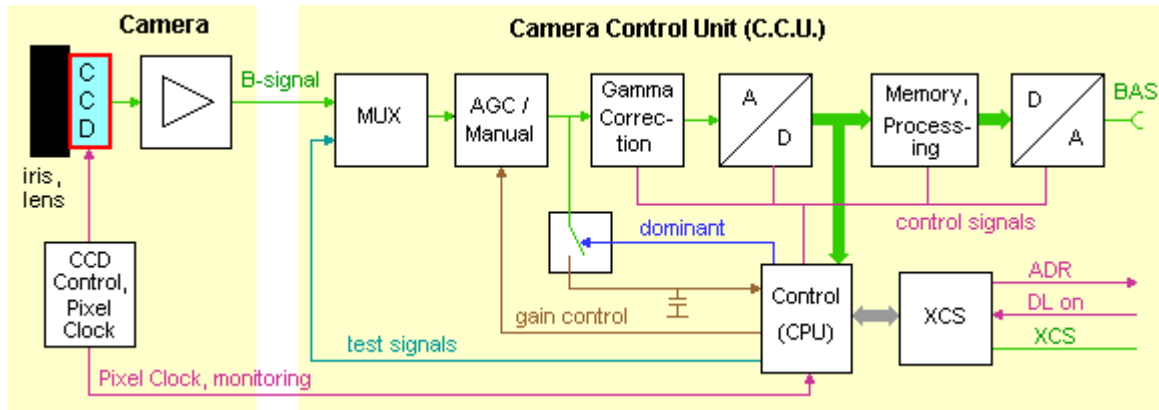 Camera
Camera Control Unit (C.C.U.)
C
C
D
iris,
lens
B-signal
MUX
AGC /
Manual
Gamma
Correc-
tion
A
D
Memory,
Process-
ing
D
A
BAS
control signals
dominant
CCD
Control,
Pixel
Clock
gain control
test signals
Control
(CPU)
XCS
ADR
DL on
XCS
Pixel Clock, monitoring